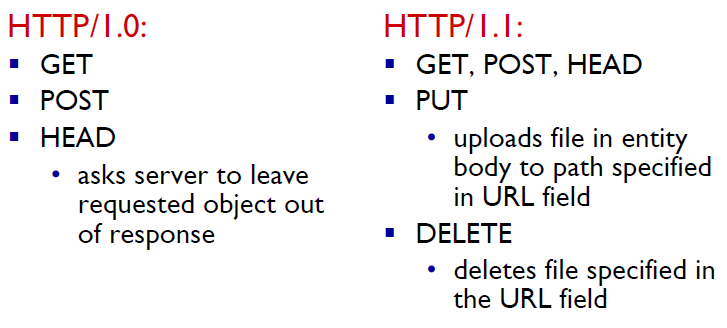 HTTP/1.0:
▪ GET
▪ POST
▪ HEAD
• asks server to leave
requested object out
of response
HTTP/1.1:
▪ GET, POST, HEAD
▪ PUT
• uploads file in entity
body to path specified
in URL field
▪ DELETE
• deletes file specified in
the URL field